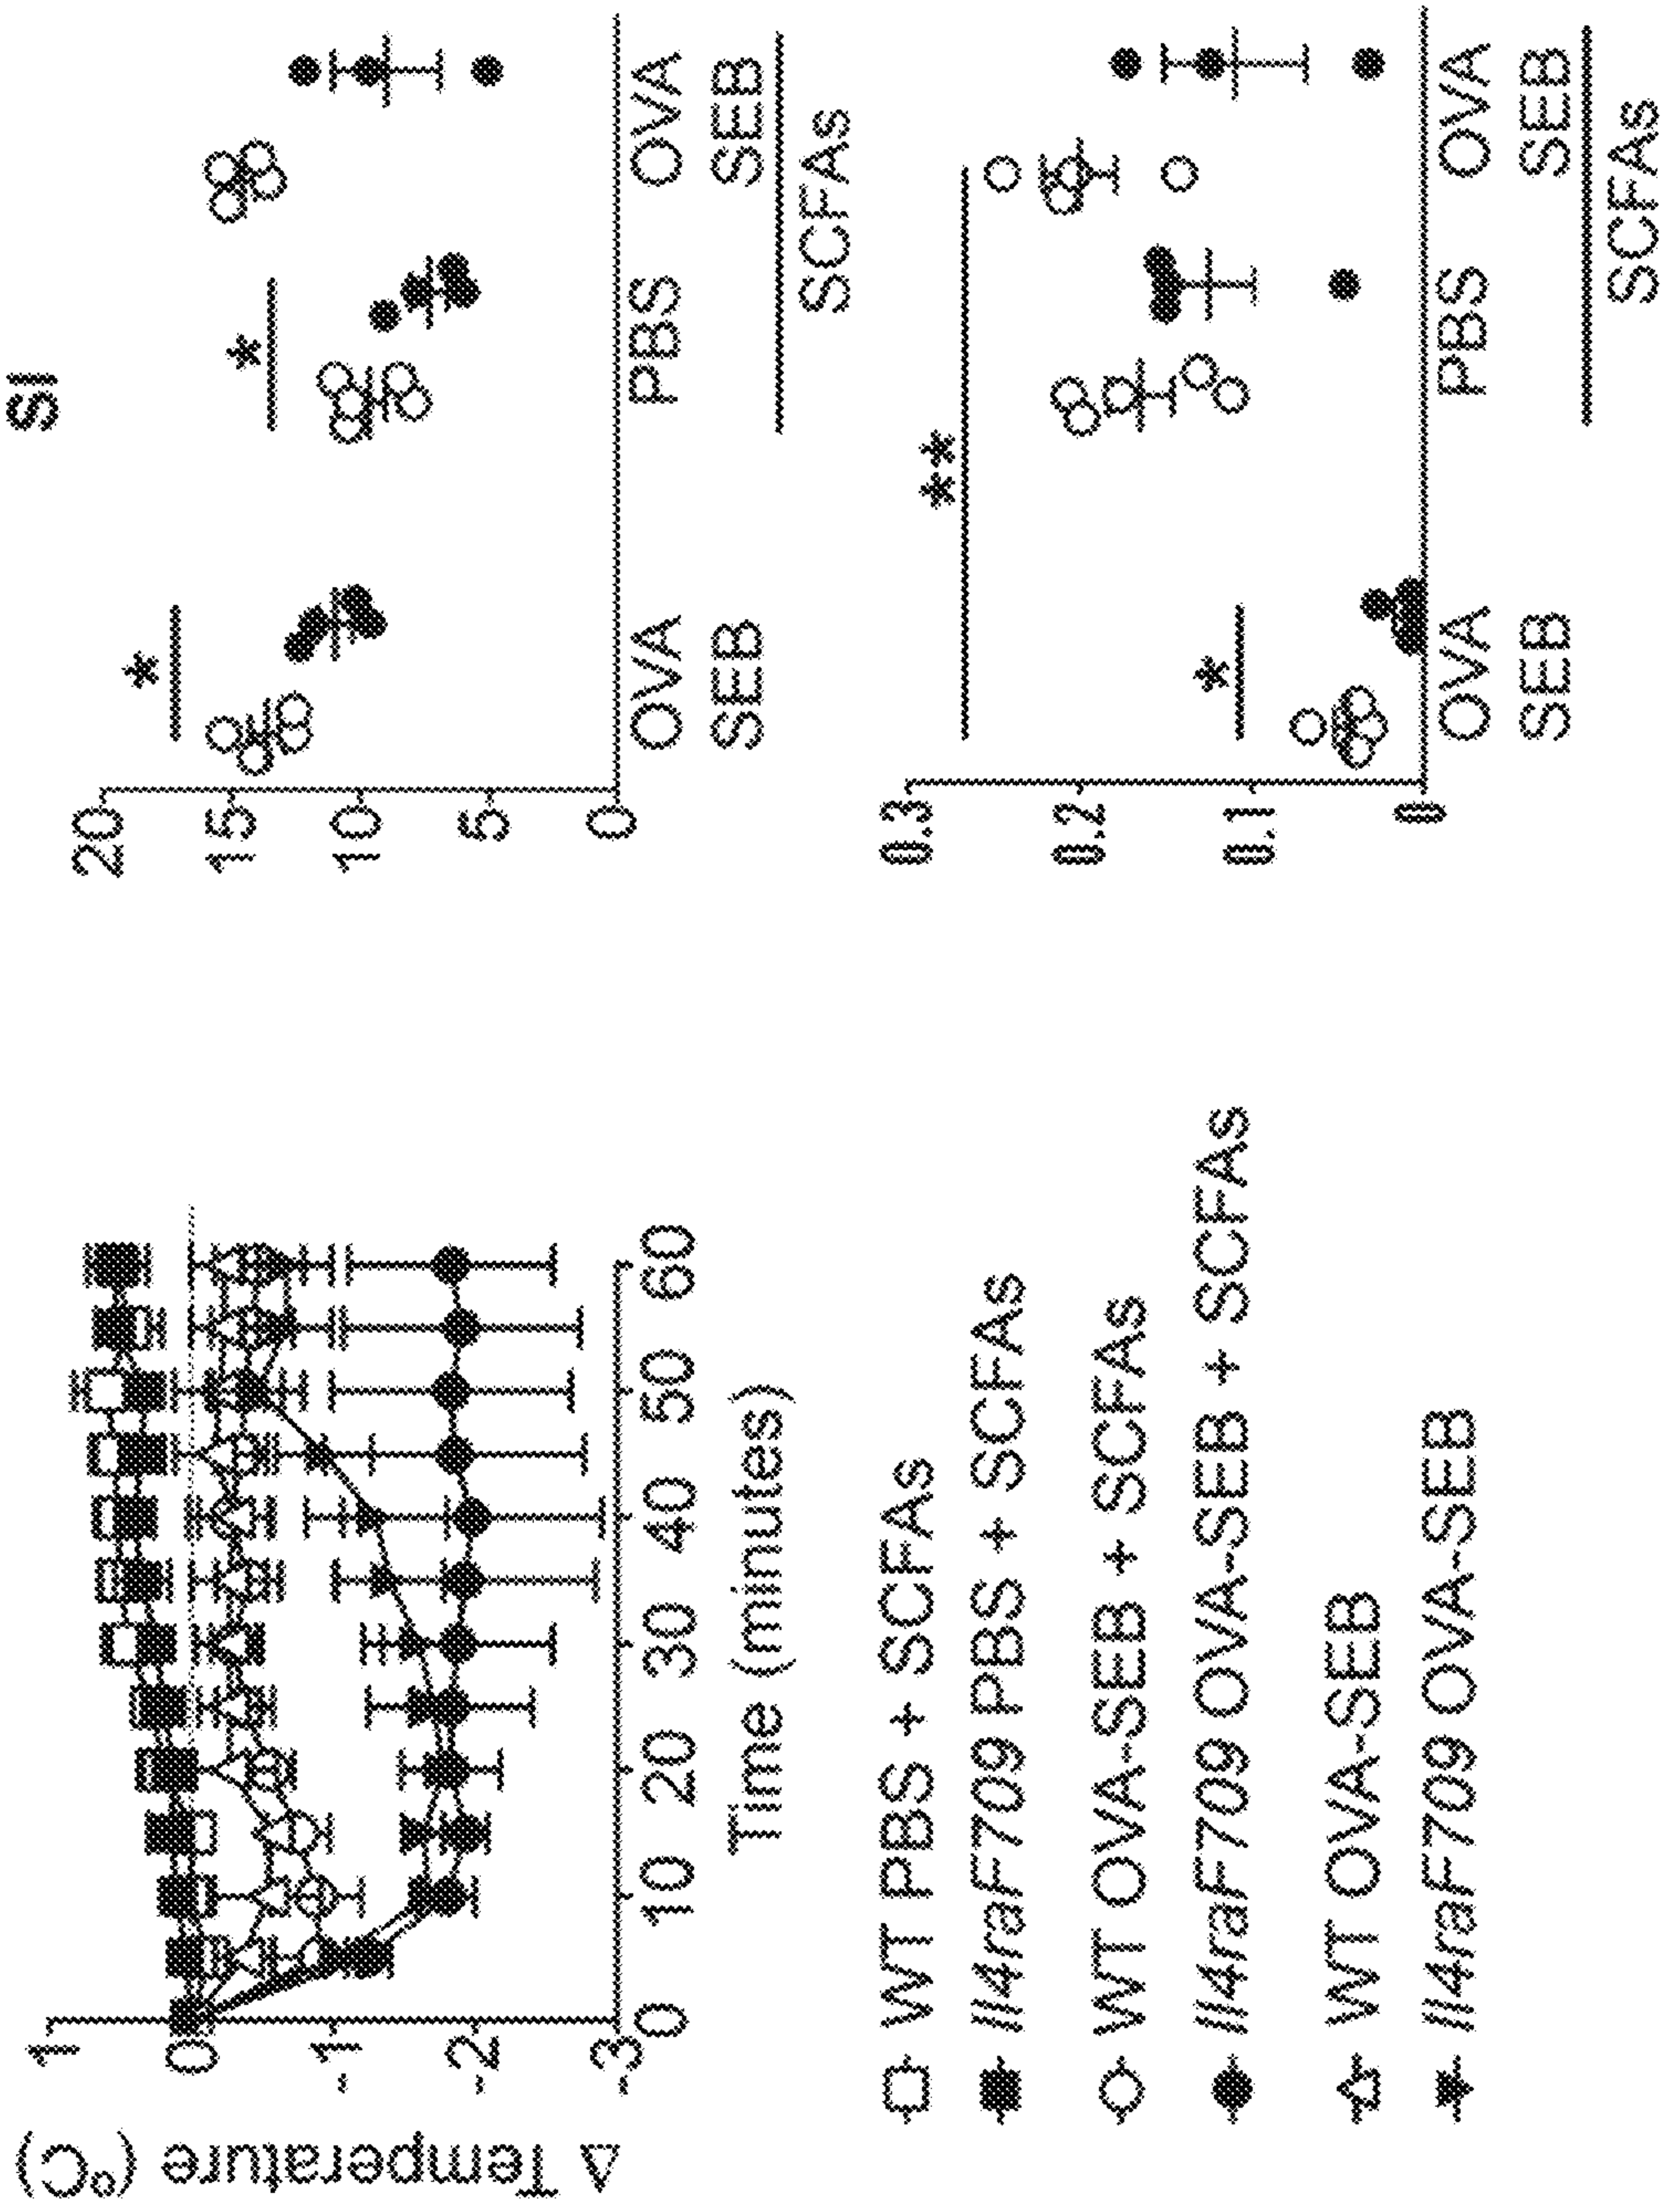 Δ Temperature (°C)
1
0
-1
-2
-3
0 10 20 30 40 50 60
Time (minutes)
WT PBS + SCFAs
Il4raF709 PBS + SCFAs
WT OVA-SEB + SCFAs
Il4raF709 OVA-SEB + SCFAs
WT OVA-SEB
Il4raF709 OVA-SEB
SI
20
15
10
5
0
*
*
OVA PBS OVA
SEB SEB
SCFAs
0.3
0.2
0.1
0
**
*
OVA PBS OVA
SEB SEB
SCFAs